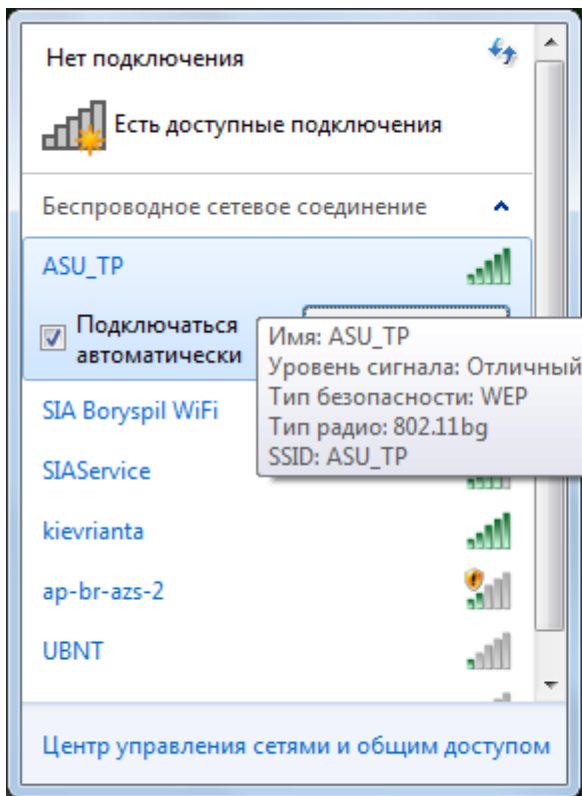 Нет подключения
Есть доступные подключения
Беспроводное сетевое соединение
ASU_TP
Подключаться
автоматически
Имя: ASU_TP
Уровень сигнала: Отличный
Тип безопасности: WEP
Тип радио: 802.11bg
SSID: ASU_TP
SIA Boryspil WiFi
SIAService
kievrianta
ap-br-azs-2
UBNT
Центр управления сетями и общим доступом